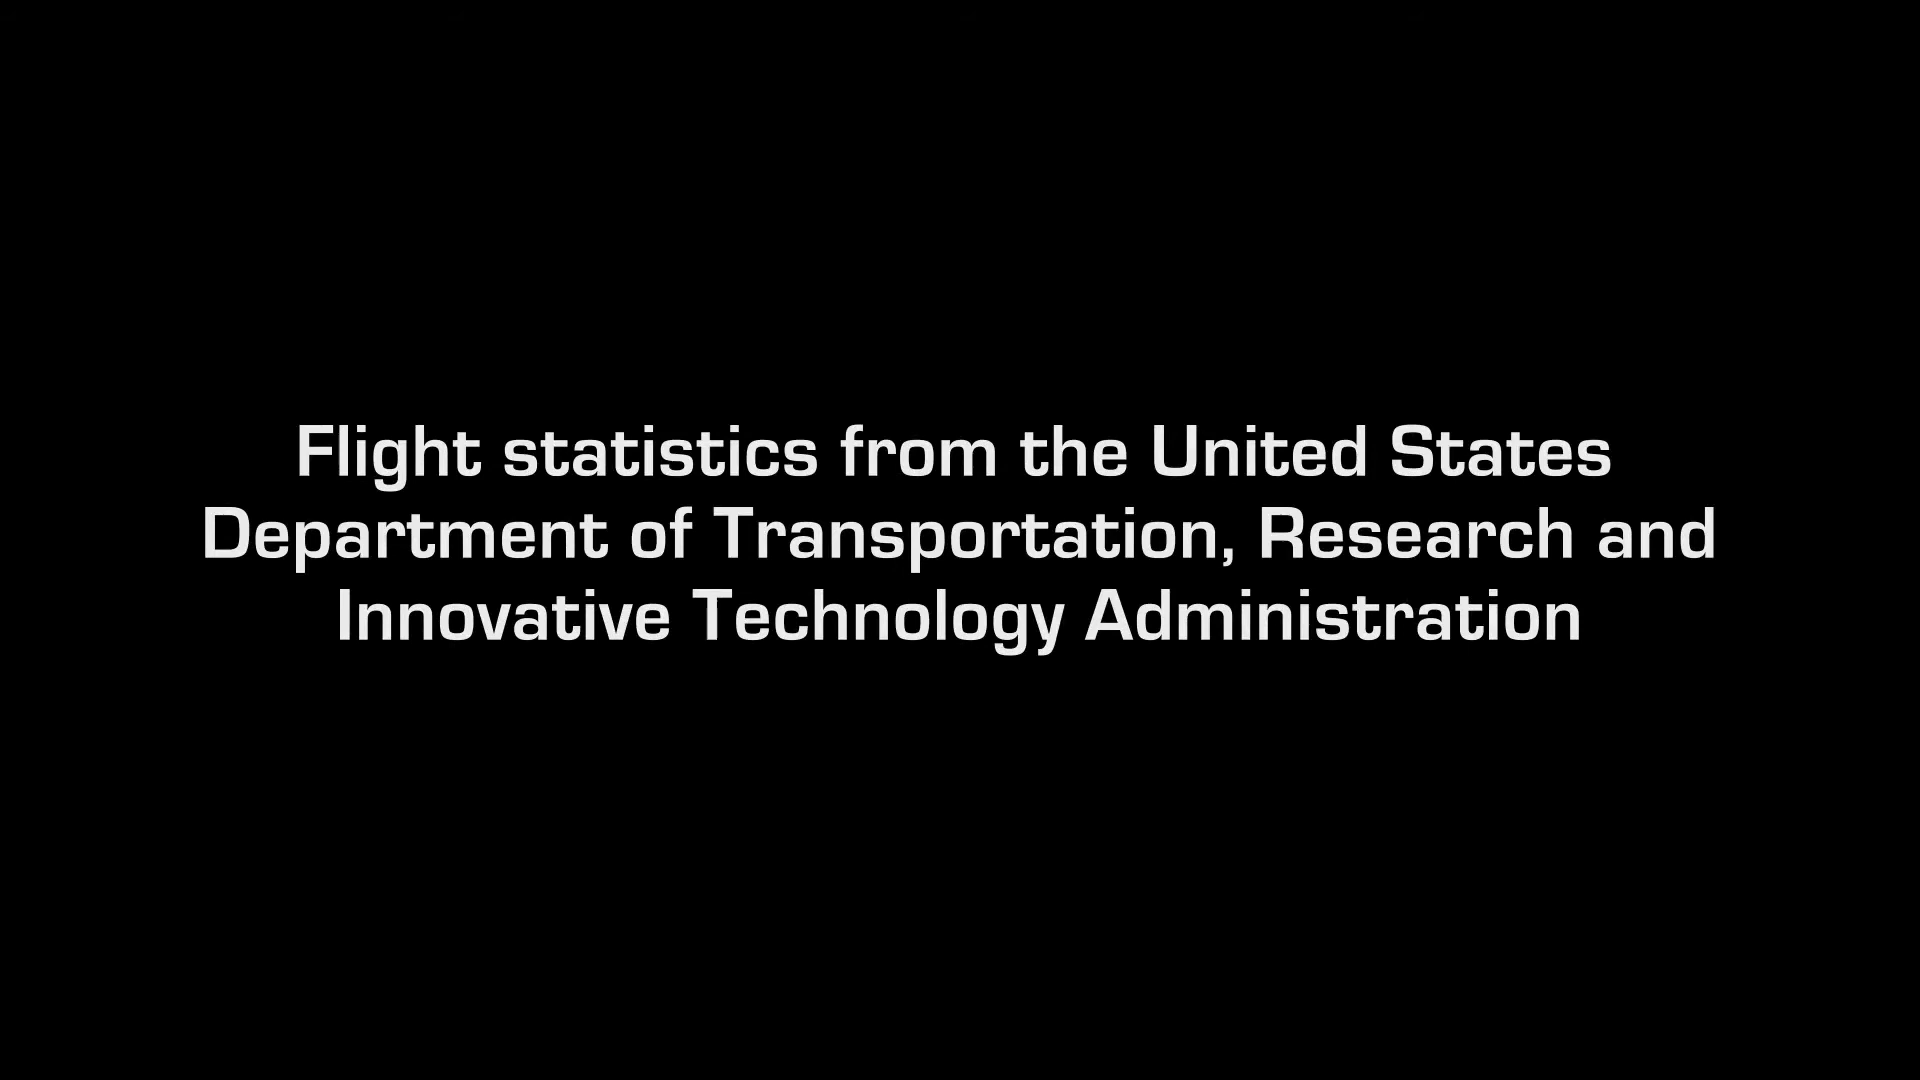 Flight statistics from the United States
Department of Transportation, Research and
Innovative Technology Administration